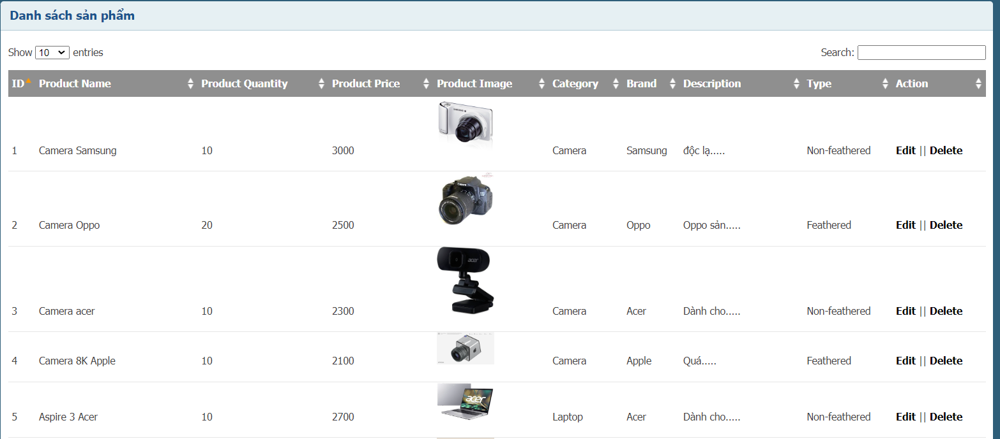 Danh sách sản phẩm
Show 10 entries
Search:
ID Product Name Product Quantity Product Price Product Image Category Brand Description Type Action
1 Camera Samsung 10 3000 Camera Samsung độc lạ..... Non-feathered Edit || Delete
2 Camera Oppo 20 2500 Camera Oppo Oppo sản..... Feathered Edit || Delete
acer
3 Camera acer 10 2300 Camera Acer Dành cho..... Non-feathered Edit || Delete
4 Camera 8K Apple 10 2100 Camera Apple Quá..... Feathered Edit || Delete
acer
5 Aspire 3 Acer 10 2700 Laptop Acer Dành cho..... Non-feathered Edit || Delete